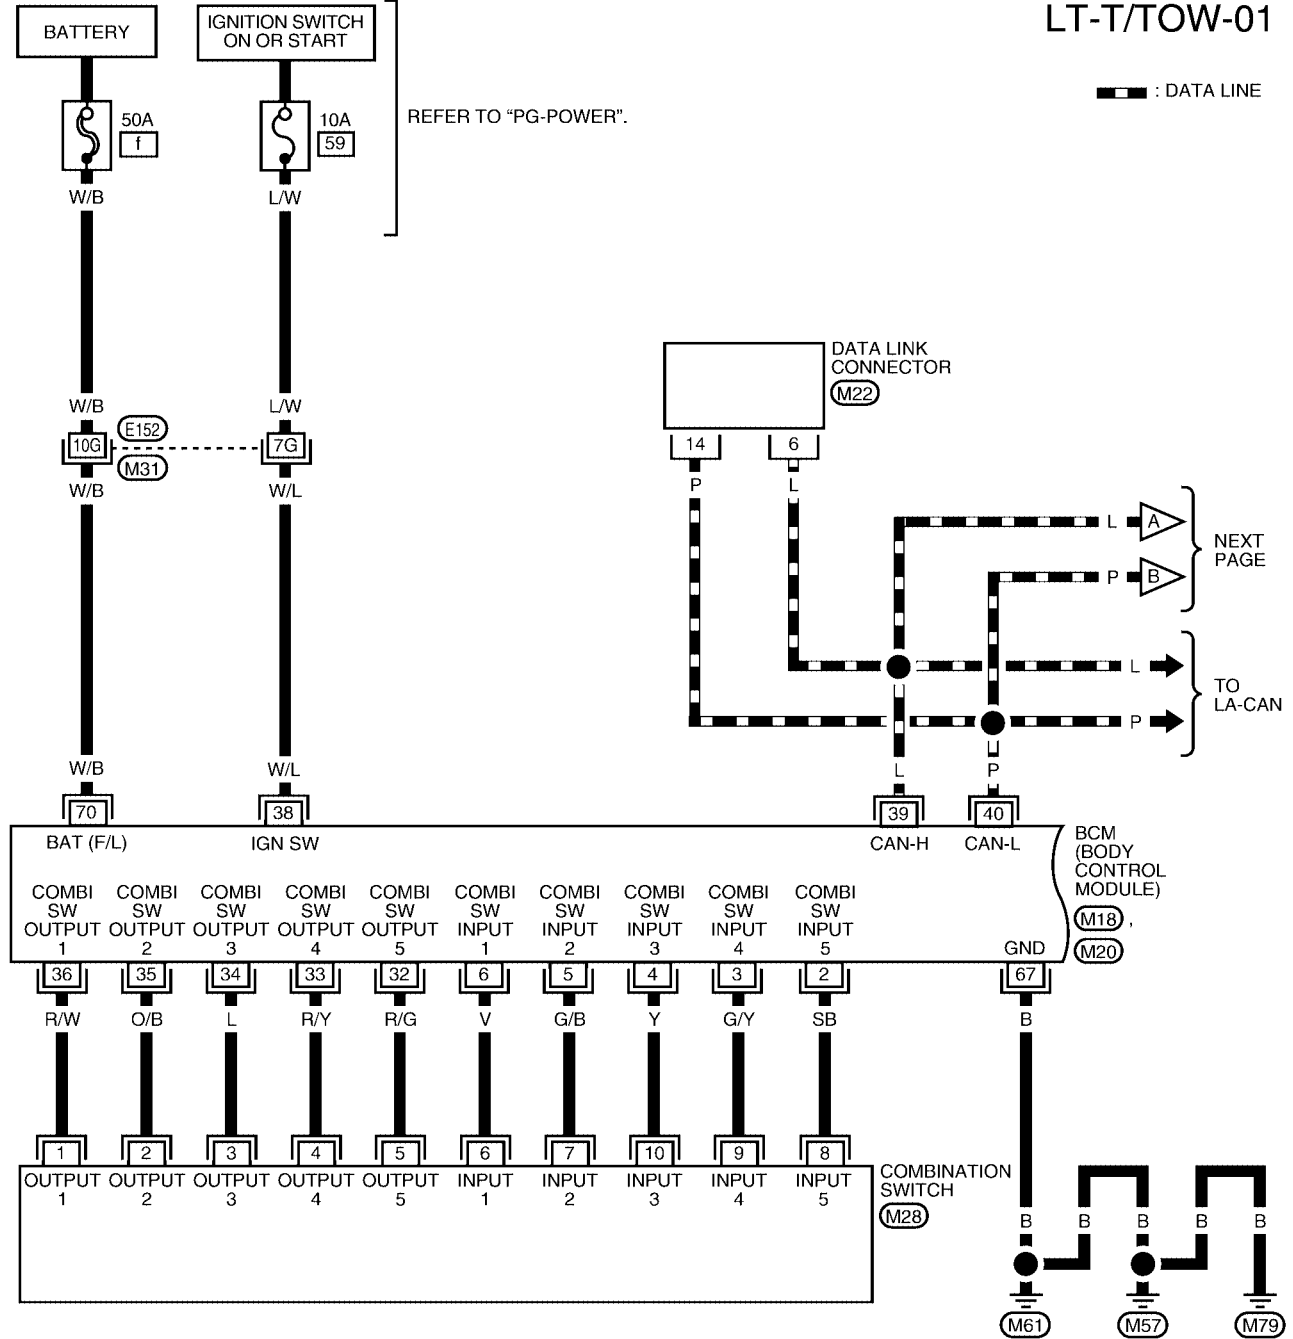 LT-T/TOW-01
BATTERY
IGNITION SWITCH
ON OR START
: DATA LINE
50A
f
10A
59
REFER TO “PG-POWER”.
W/B
L/W
DATA LINK
CONNECTOR
M22
W/B
L/W
10G
E152
M31
7G
14
6
W/B
W/L
P
L
L
A
P
B
NEXT
PAGE
L
P
TO
LA-CAN
W/B
W/L
L
P
70
38
39
40
BAT (F/L)
IGN SW
CAN-H
CAN-L
BCM
(BODY
CONTROL
MODULE)
M18 ,
M20
COMBI
SW
OUTPUT
1
COMBI
SW
OUTPUT
2
COMBI
SW
OUTPUT
3
COMBI
SW
OUTPUT
4
COMBI
SW
OUTPUT
5
COMBI
SW
INPUT
1
COMBI
SW
INPUT
2
COMBI
SW
INPUT
3
COMBI
SW
INPUT
4
COMBI
SW
INPUT
5
GND
36
35
34
33
32
6
5
4
3
2
67
R/W
O/B
L
R/Y
R/G
V
G/B
Y
G/Y
SB
B
1
2
3
4
5
6
7
10
9
8
OUTPUT
1
OUTPUT
2
OUTPUT
3
OUTPUT
4
OUTPUT
5
INPUT
1
INPUT
2
INPUT
3
INPUT
4
INPUT
5
COMBINATION
SWITCH
M28
B
B
B
B
B
M61
M57
M79